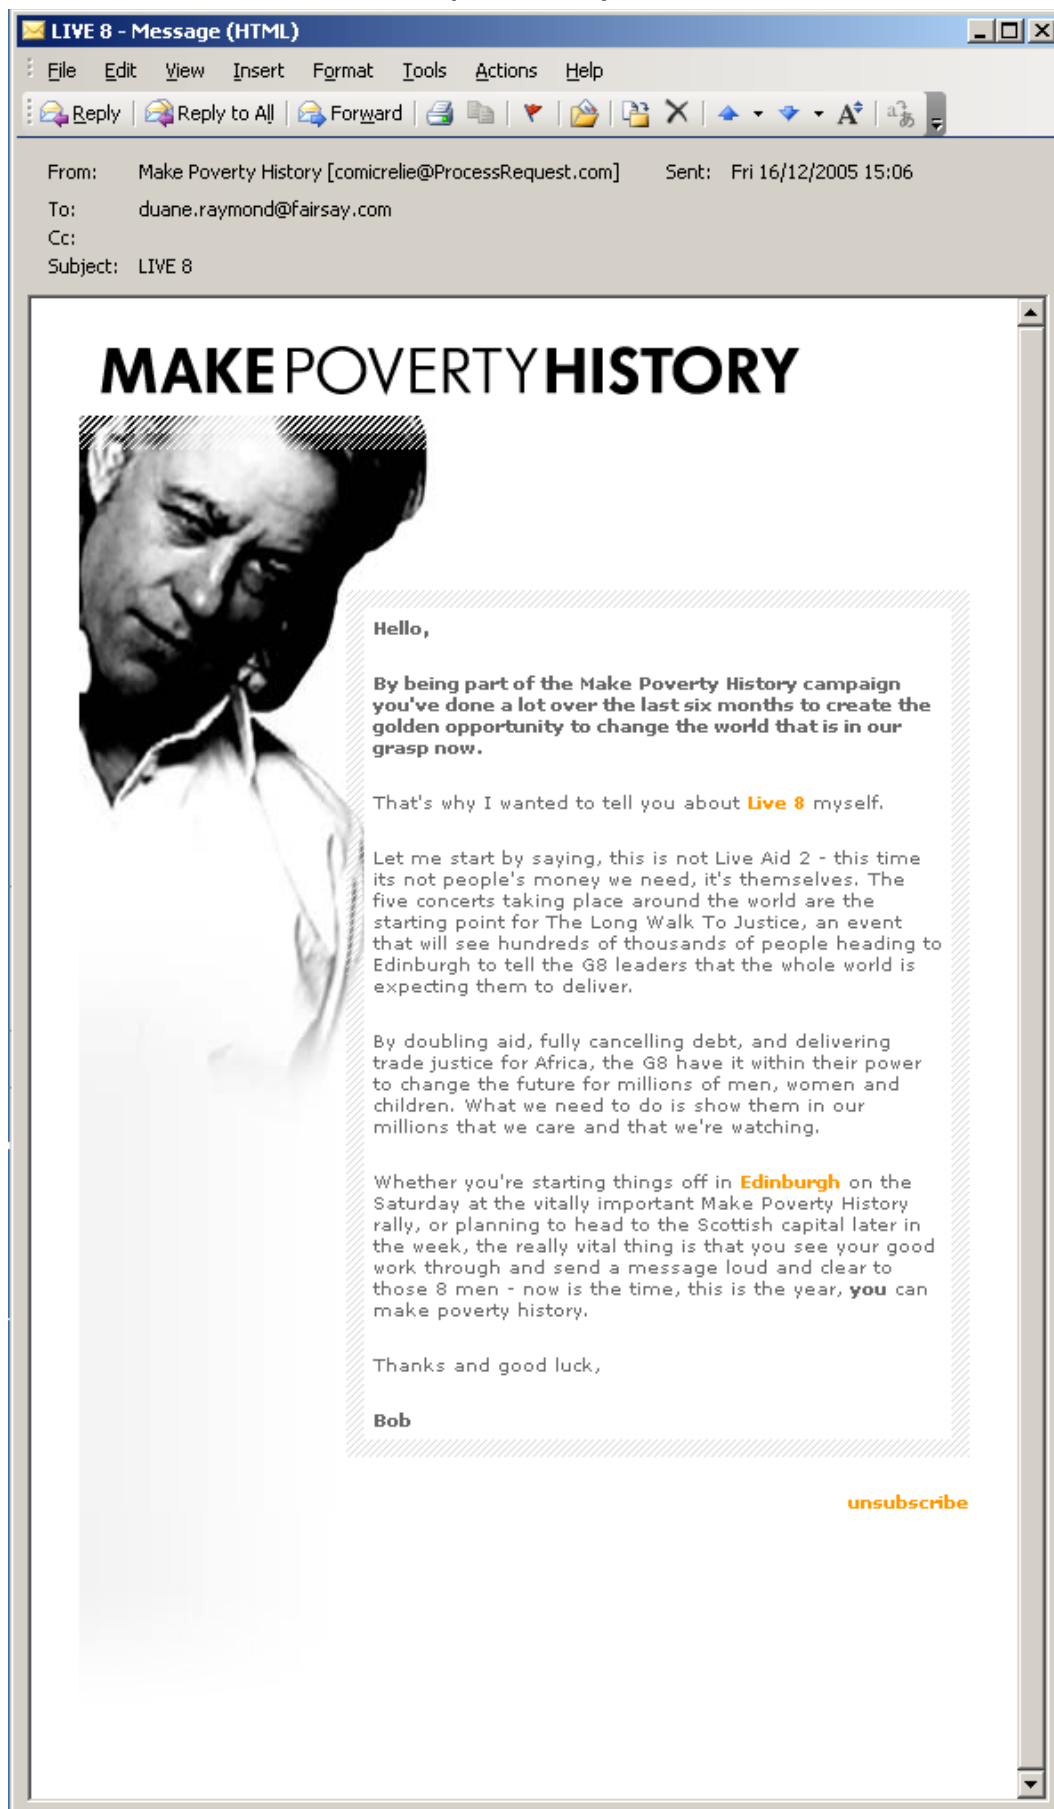 LIVE 8 - Message (HTML)
File Edit View Insert Format Tools Actions Help
Reply Reply to All Forward
From: Make Poverty History [comicrelie@ProcessRequest.com] Sent: Fri 16/12/2005 15:06
To: duane.raymond@fairsay.com
Cc:
Subject: LIVE 8
MAKEPOVERTYHISTORY
Hello,
By being part of the Make Poverty History campaign
you've done a lot over the last six months to create the
golden opportunity to change the world that is in our
grasp now.
That's why I wanted to tell you about Live 8 myself.
Let me start by saying, this is not Live Aid 2 - this time
its not people's money we need, it's themselves. The
five concerts taking place around the world are the
starting point for The Long Walk To Justice, an event
that will see hundreds of thousands of people heading to
Edinburgh to tell the G8 leaders that the whole world is
expecting them to deliver.
By doubling aid, fully cancelling debt, and delivering
trade justice for Africa, the G8 have it within their power
to change the future for millions of men, women and
children. What we need to do is show them in our
millions that we care and that we're watching.
Whether you're starting things off in Edinburgh on the
Saturday at the vitally important Make Poverty History
rally, or planning to head to the Scottish capital later in
the week, the really vital thing is that you see your good
work through and send a message loud and clear to
those 8 men - now is the time, this is the year, you can
make poverty history.
Thanks and good luck,
Bob
unsubscribe